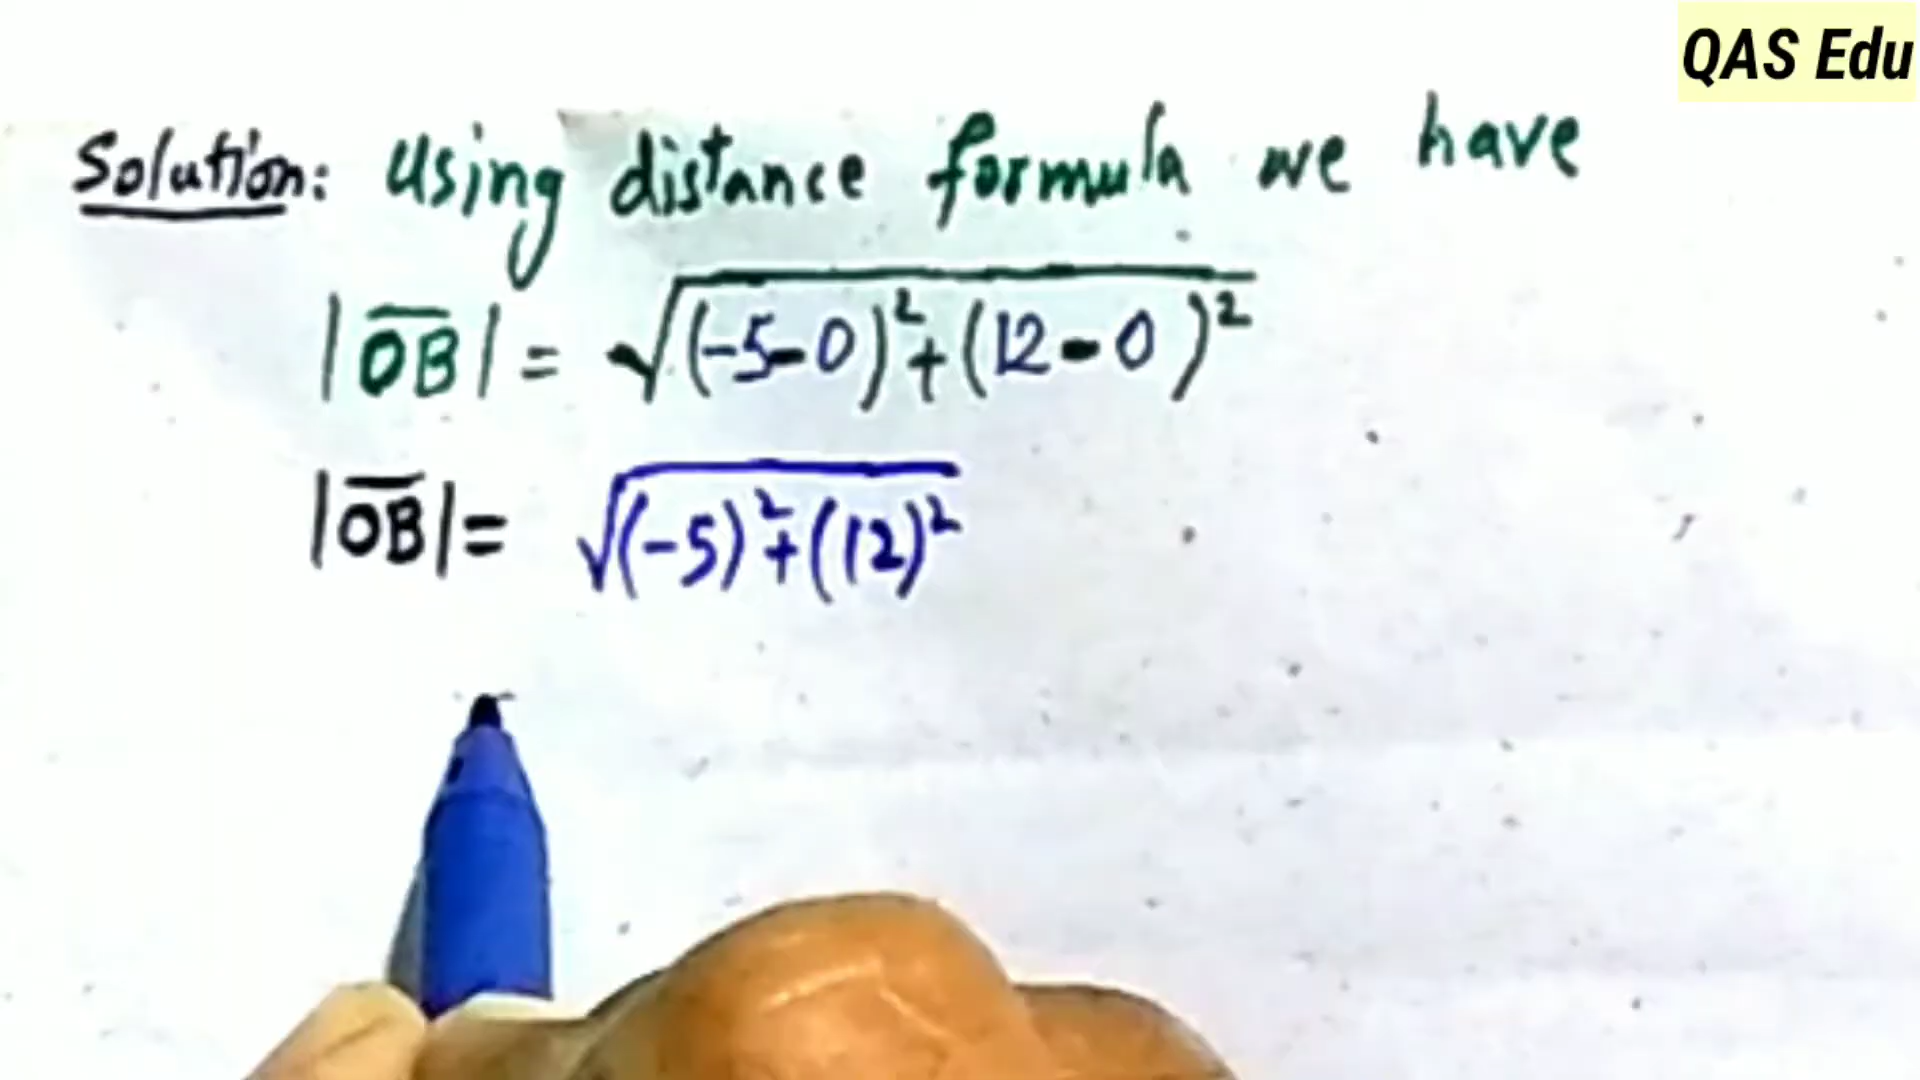 QAS Edu
Solution: Using distance formula we have
|OB̅| = √(-5-0)²+(12-0)²
|OB̅| = √(-5)²+(12)²